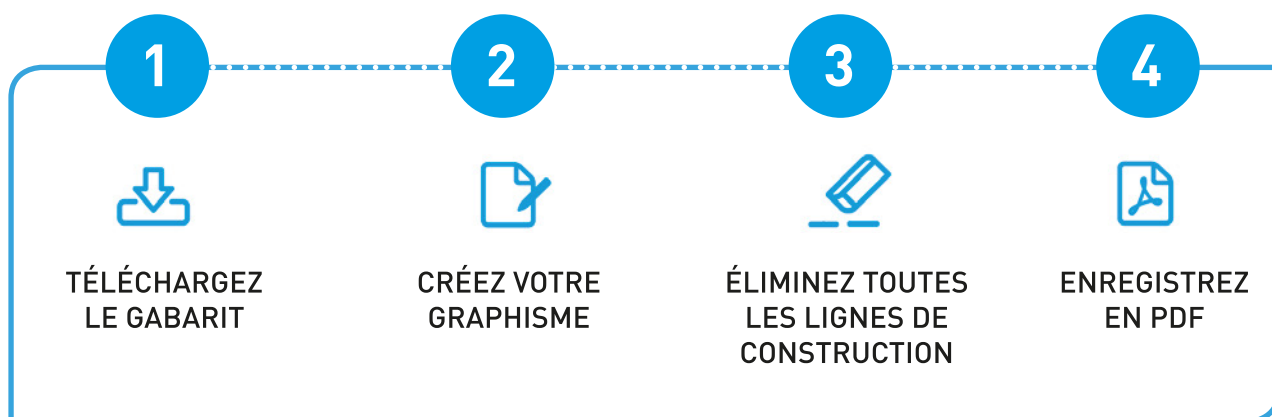 1
2
3
4
TÉLÉCHARGEZ
LE GABARIT
CRÉEZ VOTRE
GRAPHISME
ÉLIMINEZ TOUTES
LES LIGNES DE
CONSTRUCTION
ENREGISTREZ
EN PDF